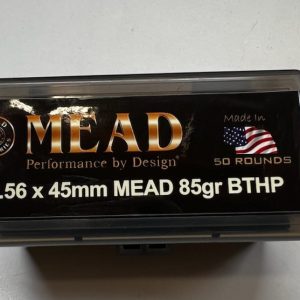 MEAD
Performance by Design®
Made In
50 ROUNDS
.56 x 45mm MEAD 85gr BTHP